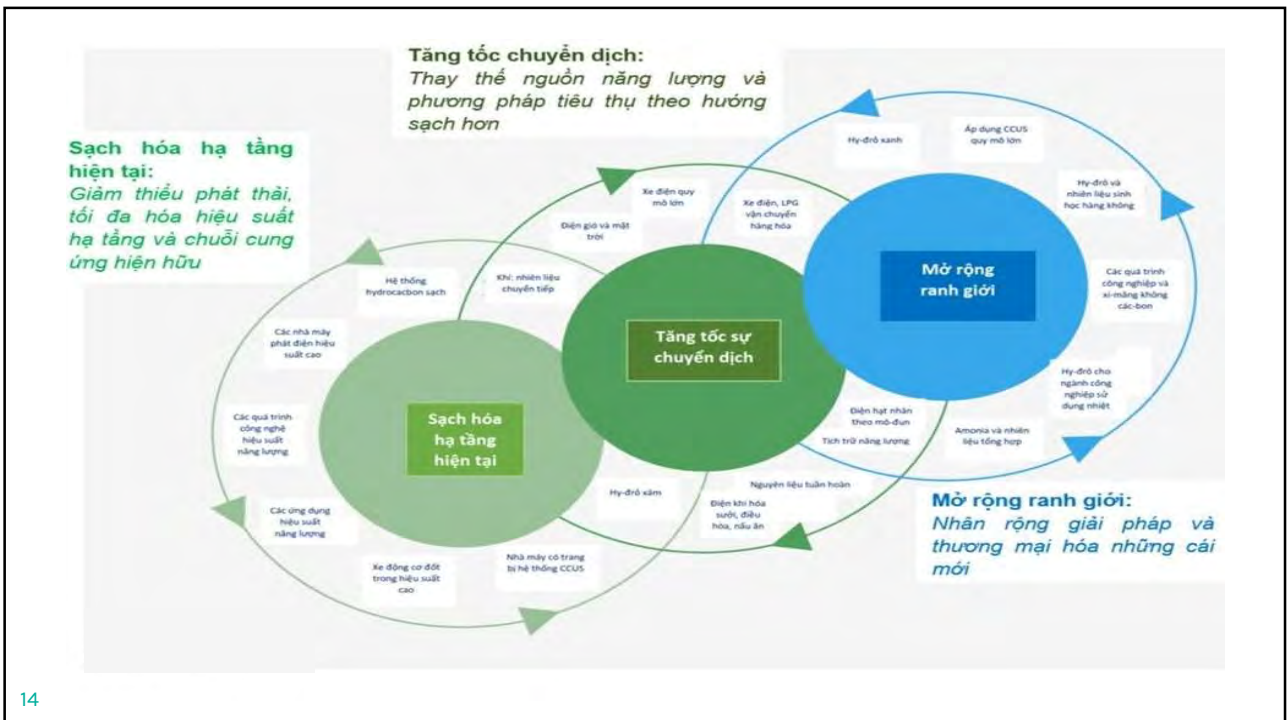 Tăng tốc chuyển dịch:
Thay thế nguồn năng lượng và
phương pháp tiêu thụ theo hướng
sạch hơn
Sạch hóa hạ tầng
hiện tại:
Giảm thiểu phát thải,
tối đa hóa hiệu suất
hạ tầng và chuỗi cung
ứng hiện hữu
Hy-đrô xanh
Áp dụng CCUS
quy mô lớn
Hy-đrô và
nhiên liệu sinh
học hàng không
Các quá trình
công nghiệp và
xi-măng không
các-bon
Hy-đrô cho
ngành công
nghiệp sử
dụng nhiệt
Amonia và nhiên
liệu tổng hợp
Mở rộng
ranh giới
Xe điện quy
mô lớn
Xe điện, LPG
vận chuyển
hàng hóa
Điện gió và mặt
trời
Khí: nhiên liệu
chuyển tiếp
Tăng tốc sự
chuyển dịch
Điện hạt nhân
theo mô-đun
Tích trữ năng lượng
Nguyên liệu tuần hoàn
Điện khí hóa
sưởi, điều
hòa, nấu ăn
Hy-đrô xám
Hệ thống
hydrocacbon sạch
Các nhà máy
phát điện hiệu
suất cao
Các quá trình
công nghệ
hiệu suất
năng lượng
Các ứng dụng
hiệu suất
năng lượng
Xe động cơ đốt
trong hiệu suất
cao
Nhà máy có trang
bị hệ thống CCUS
Sạch hóa
hạ tầng
hiện tại
Mở rộng ranh giới:
Nhân rộng giải pháp và
thương mại hóa những cái
mới
14